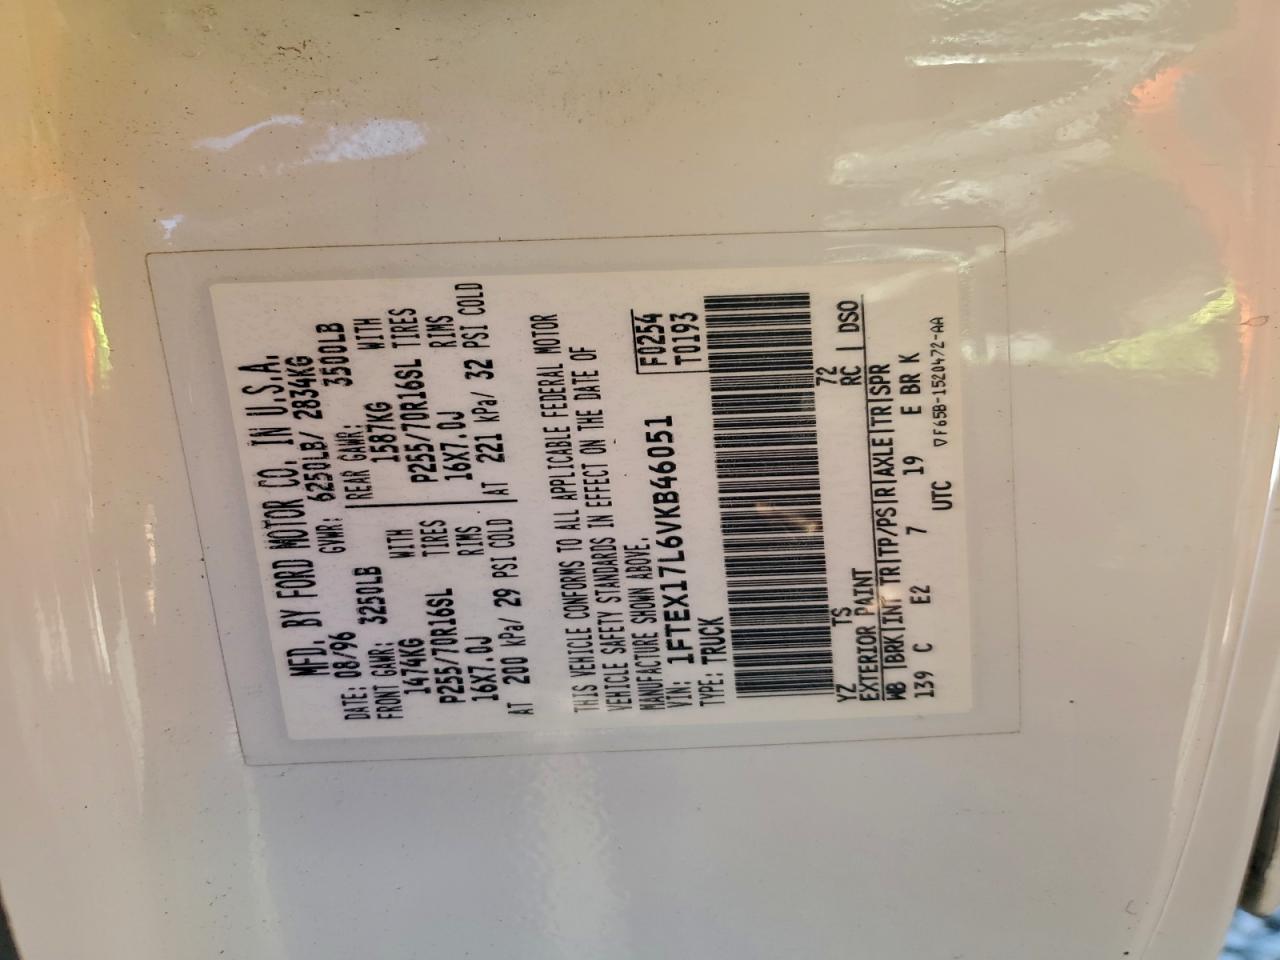 MFD. BY FORD MOTOR CO. IN U.S.A.
DATE: 08/96 GVWR: 6250LB/ 2834KG
FRONT GAWR: 3250LB REAR GAWR: 3500LB
1474KG WITH 1587KG WITH
P255/70R16SL TIRES P255/70R16SL TIRES
16X7.0J RIMS 16X7.0J RIMS
AT 200 kPa/ 29 PSI COLD AT 221 kPa/ 32 PSI COLD
THIS VEHICLE CONFORMS TO ALL APPLICABLE FEDERAL MOTOR
VEHICLE SAFETY STANDARDS IN EFFECT ON THE DATE OF
MANUFACTURE SHOWN ABOVE.
VIN: 1FTEX17L6VKB46051 F0254
TYPE: TRUCK T0193
YZ TS 72
EXTERIOR PAINT RC DSO
WB BRK INT TR TP/PS R AXLE TR SPR
139 C E2 7 19 E BR K
UTC ∇F65B-1520472-AA